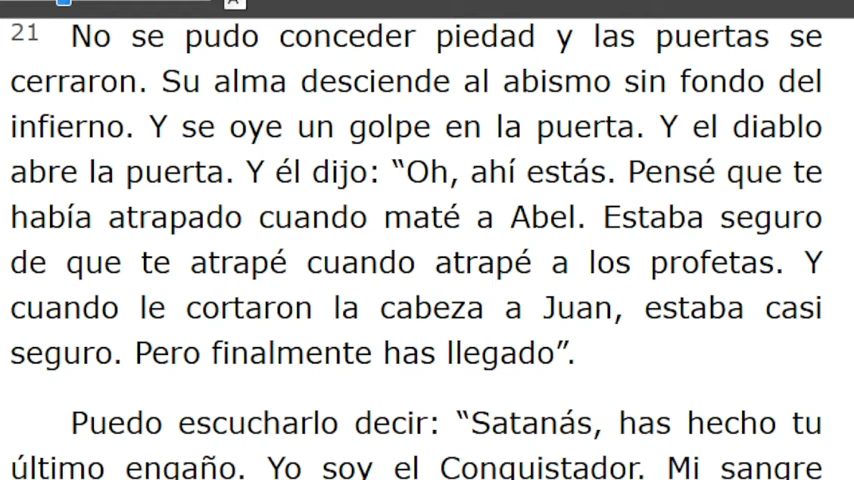 21 No se pudo conceder piedad y las puertas se
cerraron. Su alma desciende al abismo sin fondo del
infierno. Y se oye un golpe en la puerta. Y el diablo
abre la puerta. Y él dijo: “Oh, ahí estás. Pensé que te
había atrapado cuando maté a Abel. Estaba seguro
de que te atrapé cuando atrapé a los profetas. Y
cuando le cortaron la cabeza a Juan, estaba casi
seguro. Pero finalmente has llegado”.
Puedo escucharlo decir: “Satanás, has hecho tu
último engaño. Yo soy el Conquistador. Mi sangre